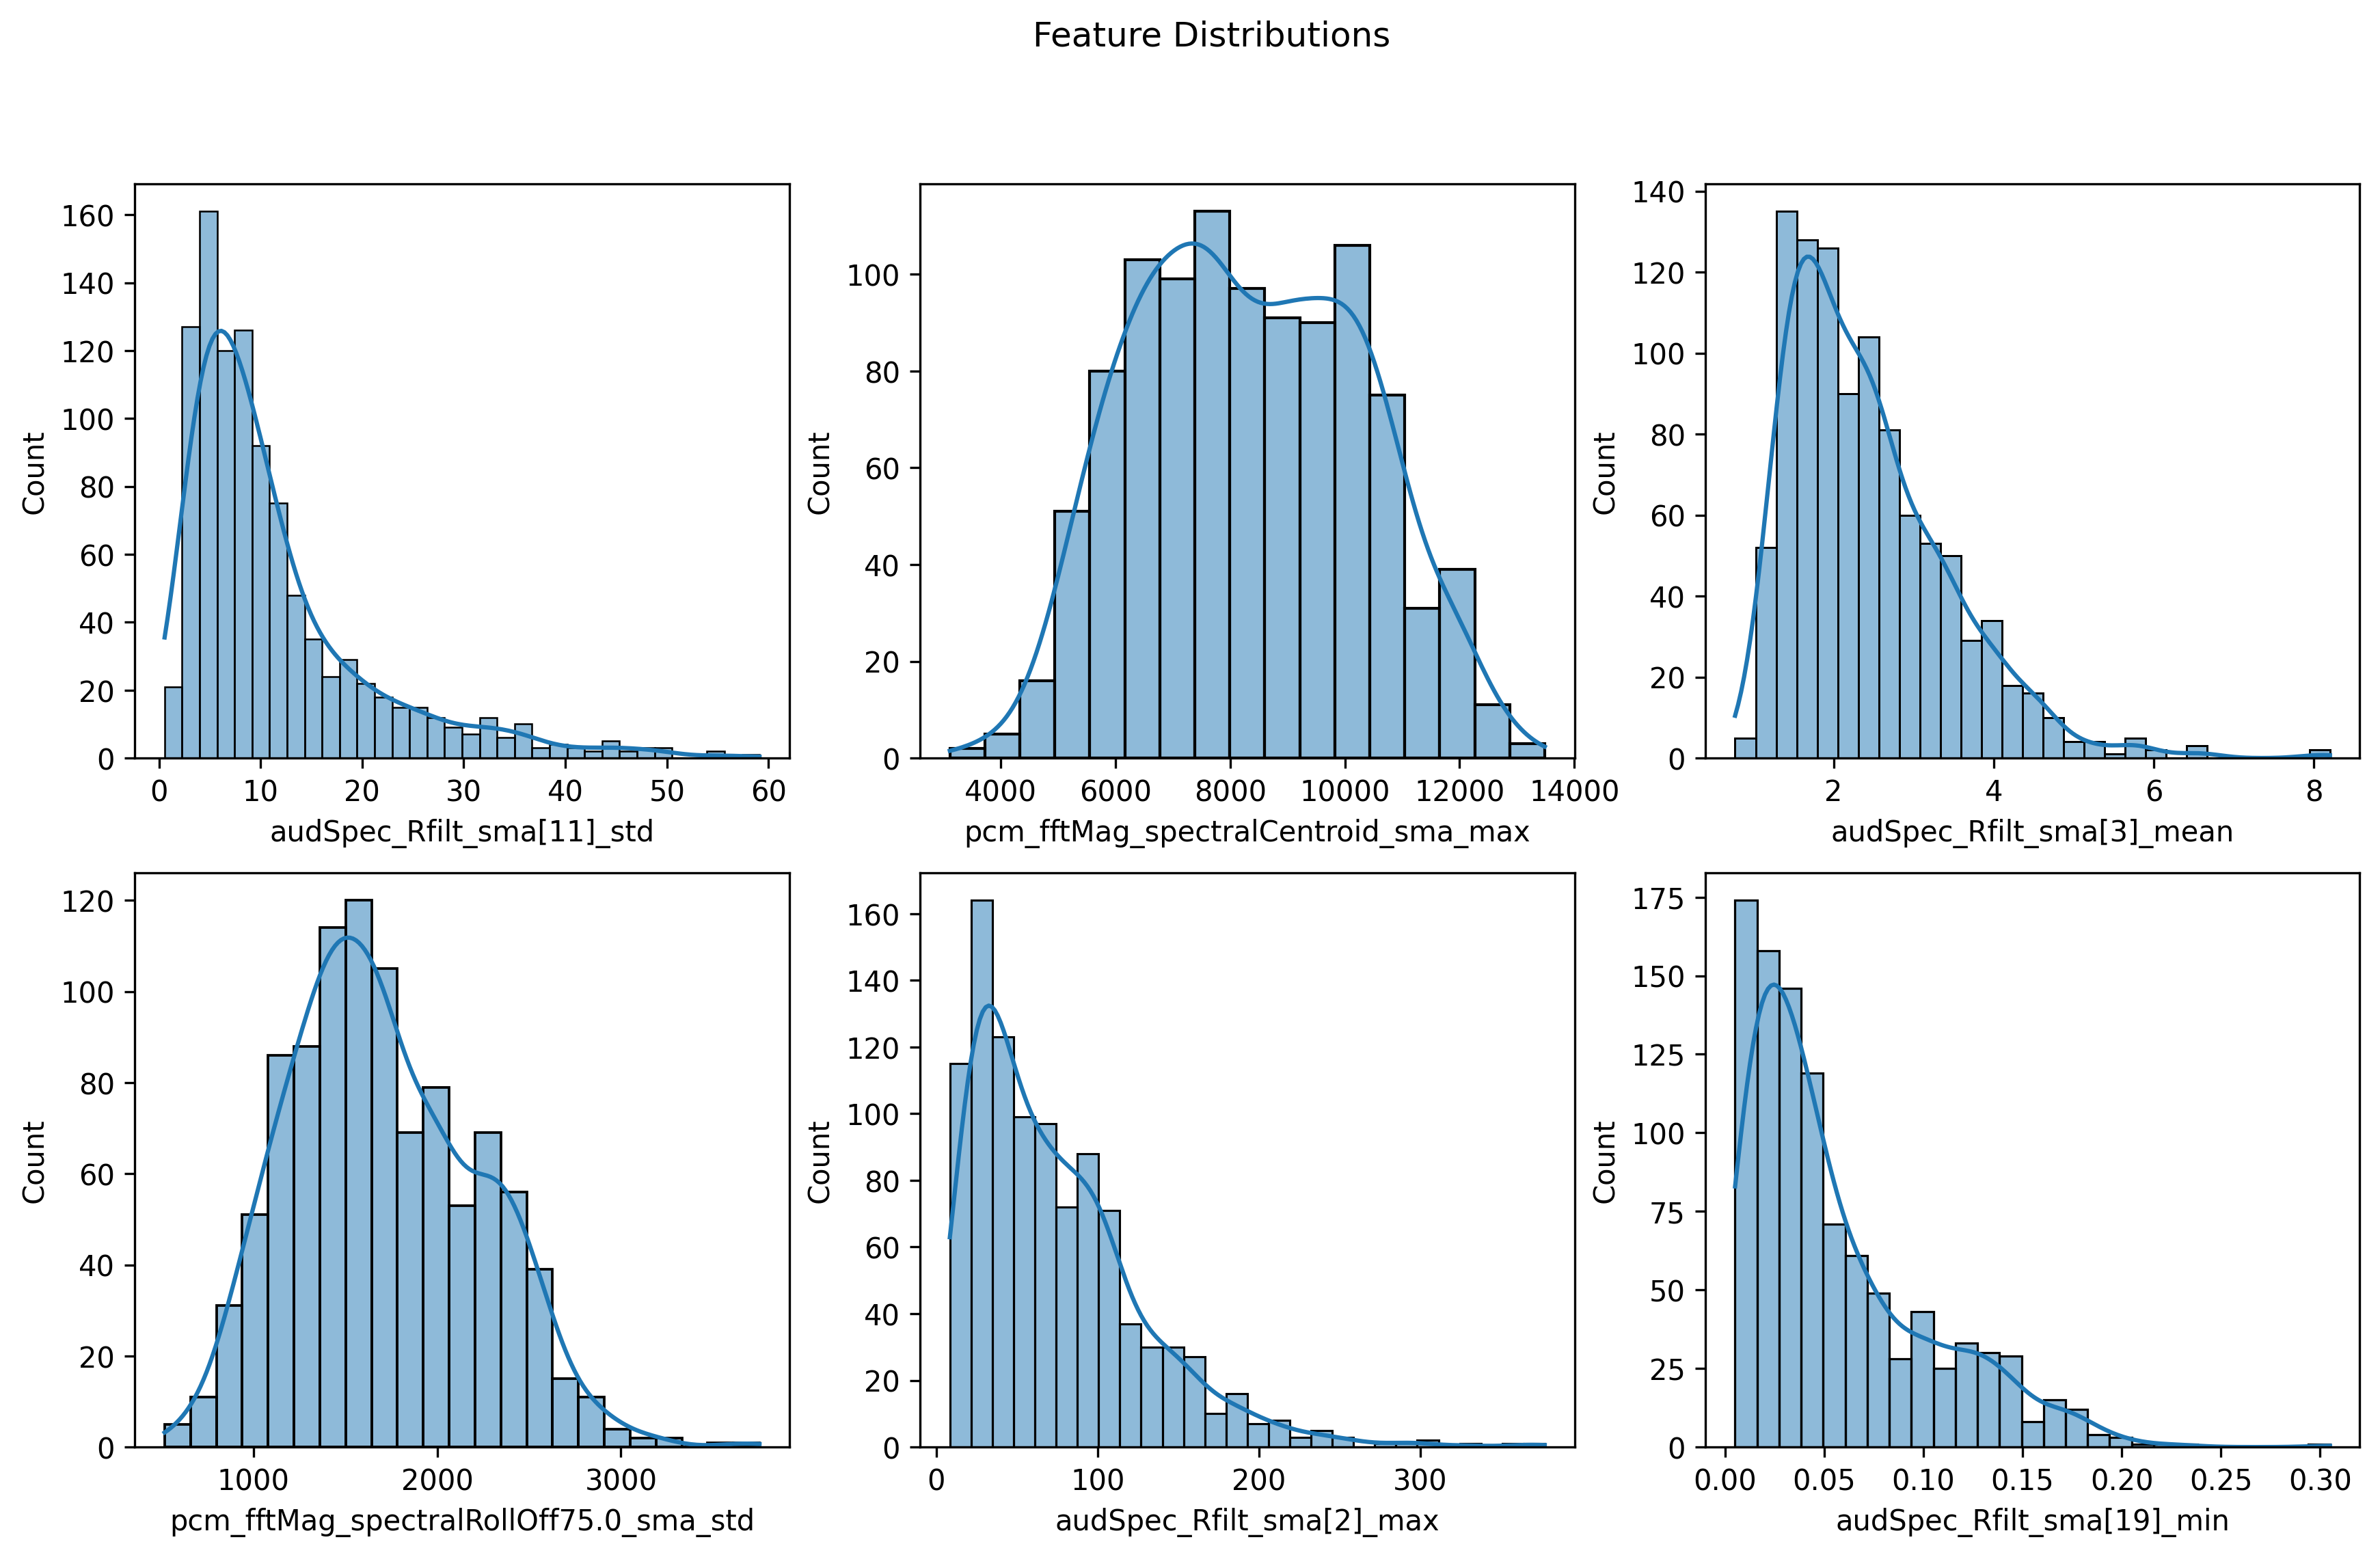 Feature Distributions
160
140
120
100
80
60
40
20
0
Count
0 10 20 30 40 50 60
audSpec_Rfilt_sma[11]_std
100
80
60
40
20
0
Count
4000 6000 8000 10000 12000 14000
pcm_fftMag_spectralCentroid_sma_max
140
120
100
80
60
40
20
0
Count
2 4 6 8
audSpec_Rfilt_sma[3]_mean
120
100
80
60
40
20
0
Count
1000 2000 3000
pcm_fftMag_spectralRollOff75.0_sma_std
160
140
120
100
80
60
40
20
0
Count
0 100 200 300
audSpec_Rfilt_sma[2]_max
175
150
125
100
75
50
25
0
Count
0.00 0.05 0.10 0.15 0.20 0.25 0.30
audSpec_Rfilt_sma[19]_min